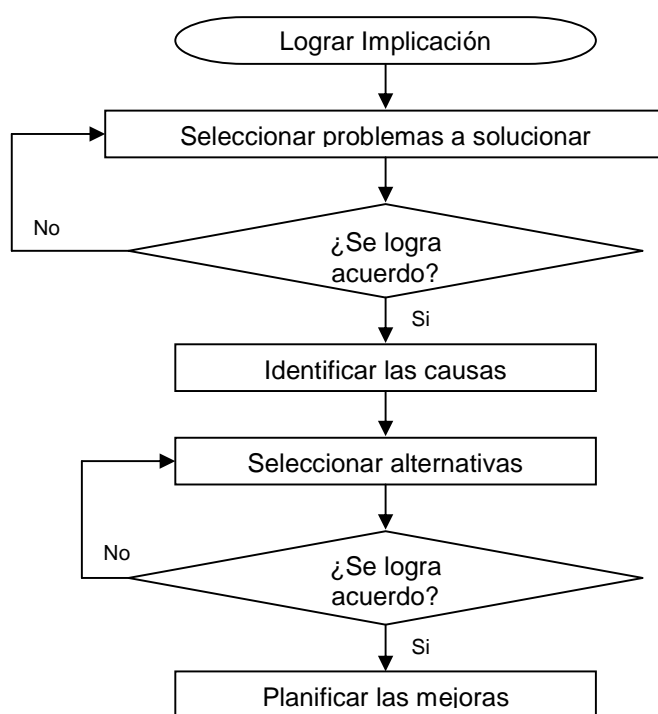 Lograr Implicación
Seleccionar problemas a solucionar
No
¿Se logra
acuerdo?
Si
Identificar las causas
Seleccionar alternativas
No
¿Se logra
acuerdo?
Si
Planificar las mejoras